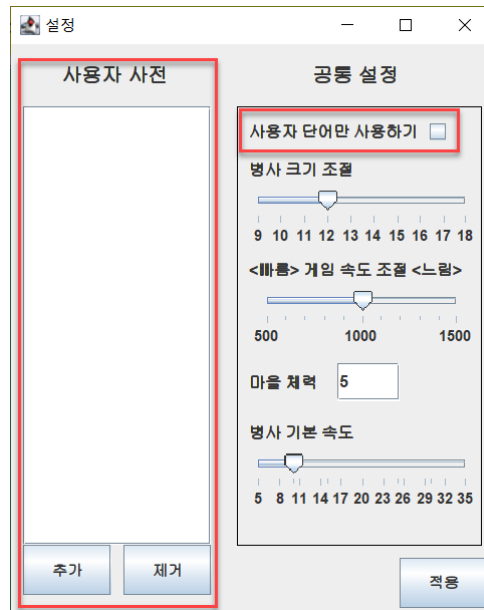 설정
사용자 사전
공통 설정
사용자 단어만 사용하기
병사 크기 조절
9 10 11 12 13 14 15 16 17 18
<빠름> 게임 속도 조절 <느림>
500 1000 1500
마을 체력 5
병사 기본 속도
5 8 11 14 17 20 23 26 29 32 35
추가 제거
적용